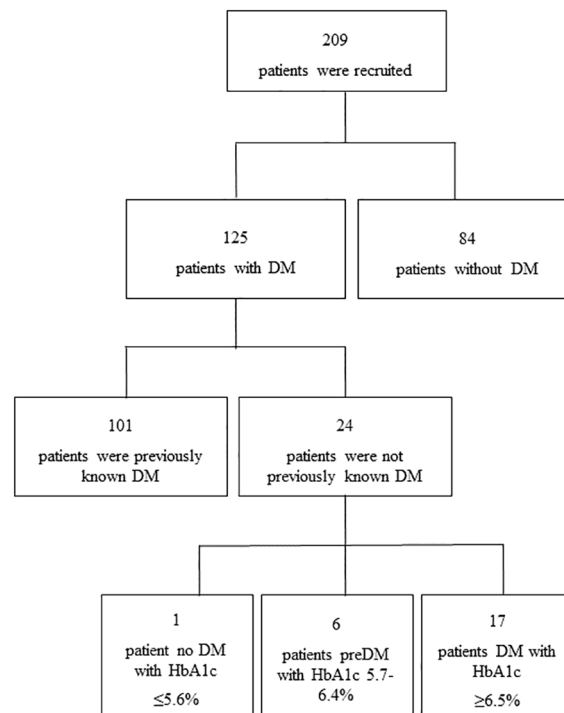 209
patients were recruited
125
patients with DM
84
patients without DM
101
patients were previously
known DM
24
patients were not
previously known DM
1
patient no DM
with HbA1c
≤5.6%
6
patients preDM
with HbA1c 5.7-
6.4%
17
patients DM with
HbA1c
≥6.5%